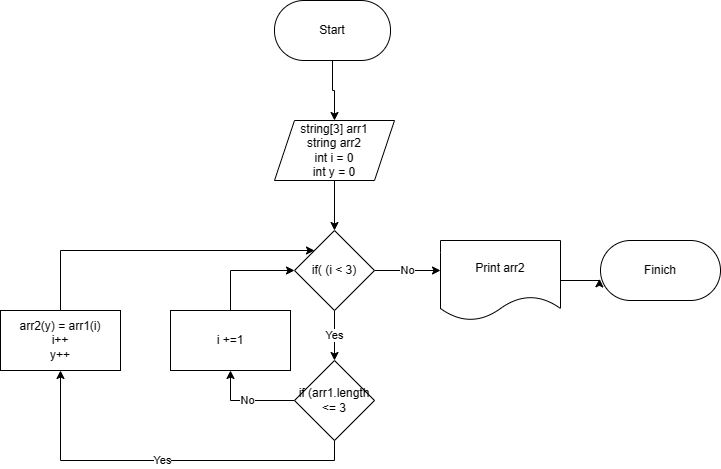 Start
string[3] arr1
string arr2
int i = 0
int y = 0
if( (i < 3)
No
Print arr2
Finich
Yes
arr2(y) = arr1(i)
i++
y++
i +=1
if (arr1.length
<= 3
No
Yes